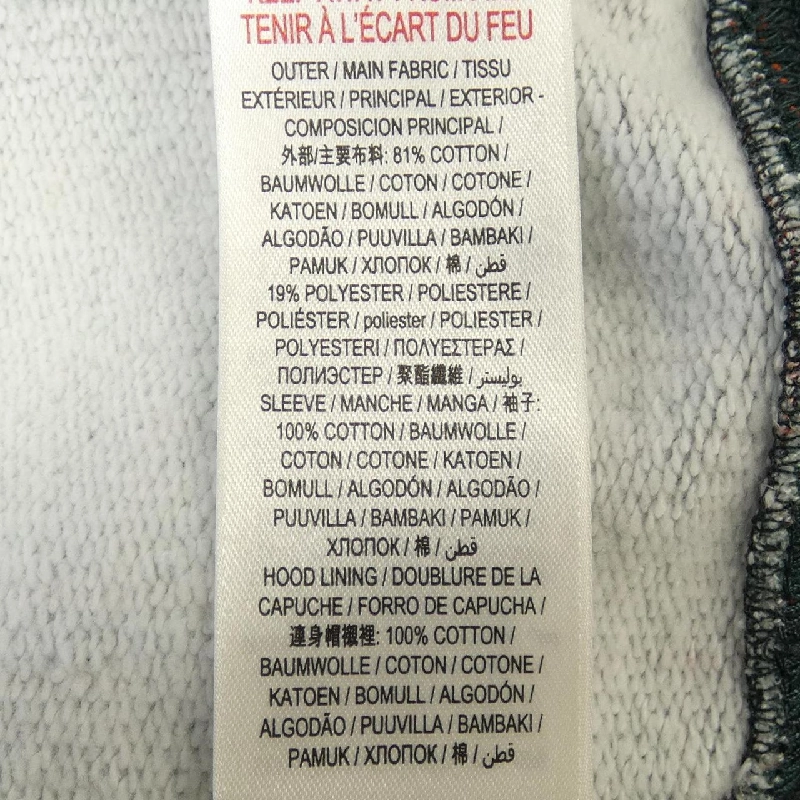 TENIR À L'ÉCART DU FEU
OUTER / MAIN FABRIC / TISSU
EXTÉRIEUR / PRINCIPAL / EXTERIOR -
COMPOSICION PRINCIPAL /
外部/主要布料: 81% COTTON /
BAUMWOLLE / COTON / COTONE /
KATOEN / BOMULL / ALGODÓN /
ALGODÃO / PUUVILLA / BAMBAKI /
PAMUK / ХЛОПОК / 棉 / قطن /
19% POLYESTER / POLIESTERE /
POLIÉSTER / poliester / POLIESTER /
POLYESTERI / ΠΟΛΥΕΣΤΕΡΑΣ /
ПОЛИЭСТЕР / 聚酯纖維 / بوليستر /
SLEEVE / MANCHE / MANGA / 袖子:
100% COTTON / BAUMWOLLE /
COTON / COTONE / KATOEN /
BOMULL / ALGODÓN / ALGODÃO /
PUUVILLA / BAMBAKI / PAMUK /
ХЛОПОК / 棉 / قطن /
HOOD LINING / DOUBLURE DE LA
CAPUCHE / FORRO DE CAPUCHA /
連身帽襯裡: 100% COTTON /
BAUMWOLLE / COTON / COTONE /
KATOEN / BOMULL / ALGODÓN /
ALGODÃO / PUUVILLA / BAMBAKI /
PAMUK / ХЛОПОК / 棉 / قطن /